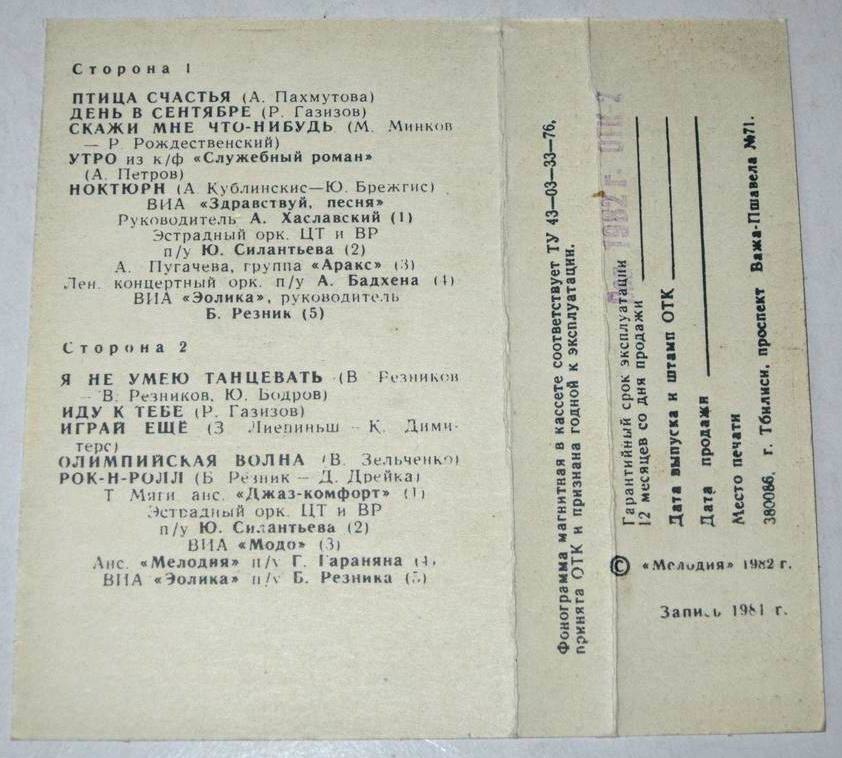 Сторона 1
ПТИЦА СЧАСТЬЯ (А. Пахмутова)
ДЕНЬ В СЕНТЯБРЕ (Р. Газизов)
СКАЖИ МНЕ ЧТО-НИБУДЬ (М. Минков
— Р. Рождественский)
УТРО из к/ф «Служебный роман»
(А. Петров)
НОКТЮРН (А Кублинскис—Ю. Брежгис)
ВИА «Здравствуй, песня»
Руководитель А. Хаславский (1)
Эстрадный орк. ЦТ и ВР
п/у Ю. Силантьева (2)
А. Пугачева, группа «Аракс» (3)
Лен. концертный орк. п/у А. Бадхена (4)
ВИА «Эолика», руководитель
Б. Резник (5)
Сторона 2
Я НЕ УМЕЮ ТАНЦЕВАТЬ (В Резников
— В. Резников, Ю. Бодров)
ИДУ К ТЕБЕ (Р. Газизов)
ИГРАЙ ЕЩЁ (З Лиепиньш — К. Дими-
терс)
ОЛИМПИЙСКАЯ ВОЛНА (В. Зельченко)
РОК-Н-РОЛЛ (Б Резник — Д. Дрейка)
Т Мяги анс. «Джаз-комфорт» (1)
Эстрадный орк. ЦТ и ВР
п/у Ю. Силантьева (2)
ВИА «Модо» (3)
Анс. «Мелодия» п/у Г. Гараняна (4)
ВИА «Эолика» п/у Б. Резника (5)
Фонограмма магнитная в кассете соответствует ТУ 43—03—33—76,
принята ОТК и признана годной к эксплуатации.
1982 г. ОТК-2
Гарантийный срок эксплуатации
12 месяцев со дня продажи
Дата выпуска и штамп ОТК
Дата продажи
Место печати
380086, г. Тбилиси, проспект Важа-Пшавела №71.
© «Мелодия» 1982 г.
Запись 1981 г.